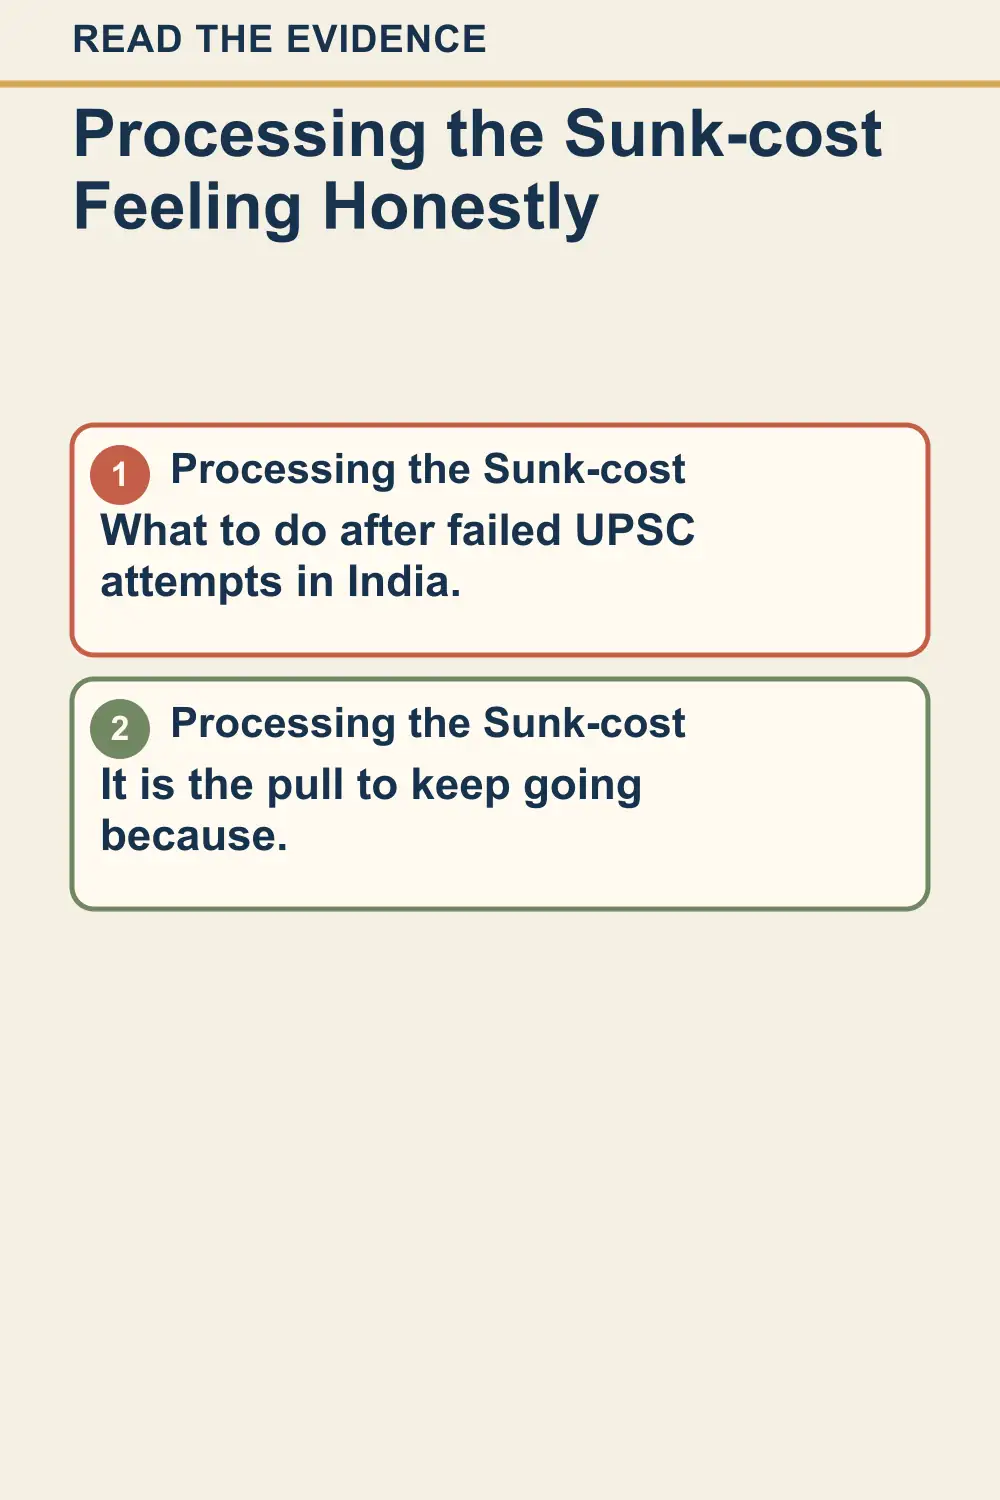 READ THE EVIDENCE
Processing the Sunk-cost
Feeling Honestly
1 Processing the Sunk-cost
What to do after failed UPSC
attempts in India.
2 Processing the Sunk-cost
It is the pull to keep going
because.